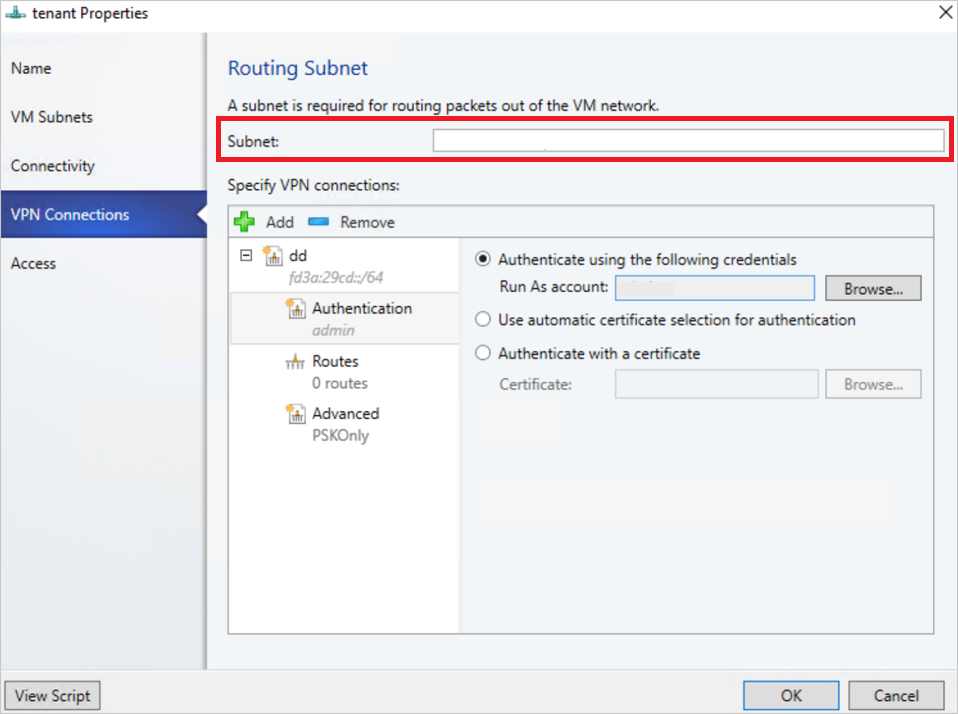 tenant Properties
Name
VM Subnets
Connectivity
VPN Connections
Access
Routing Subnet
A subnet is required for routing packets out of the VM network.
Subnet:
Specify VPN connections:
Add
Remove
dd
fd3a:29cd::/64
Authentication
admin
Routes
0 routes
Advanced
PSKOnly
Authenticate using the following credentials
Run As account:
Browse...
Use automatic certificate selection for authentication
Authenticate with a certificate
Certificate:
Browse...
View Script
OK
Cancel